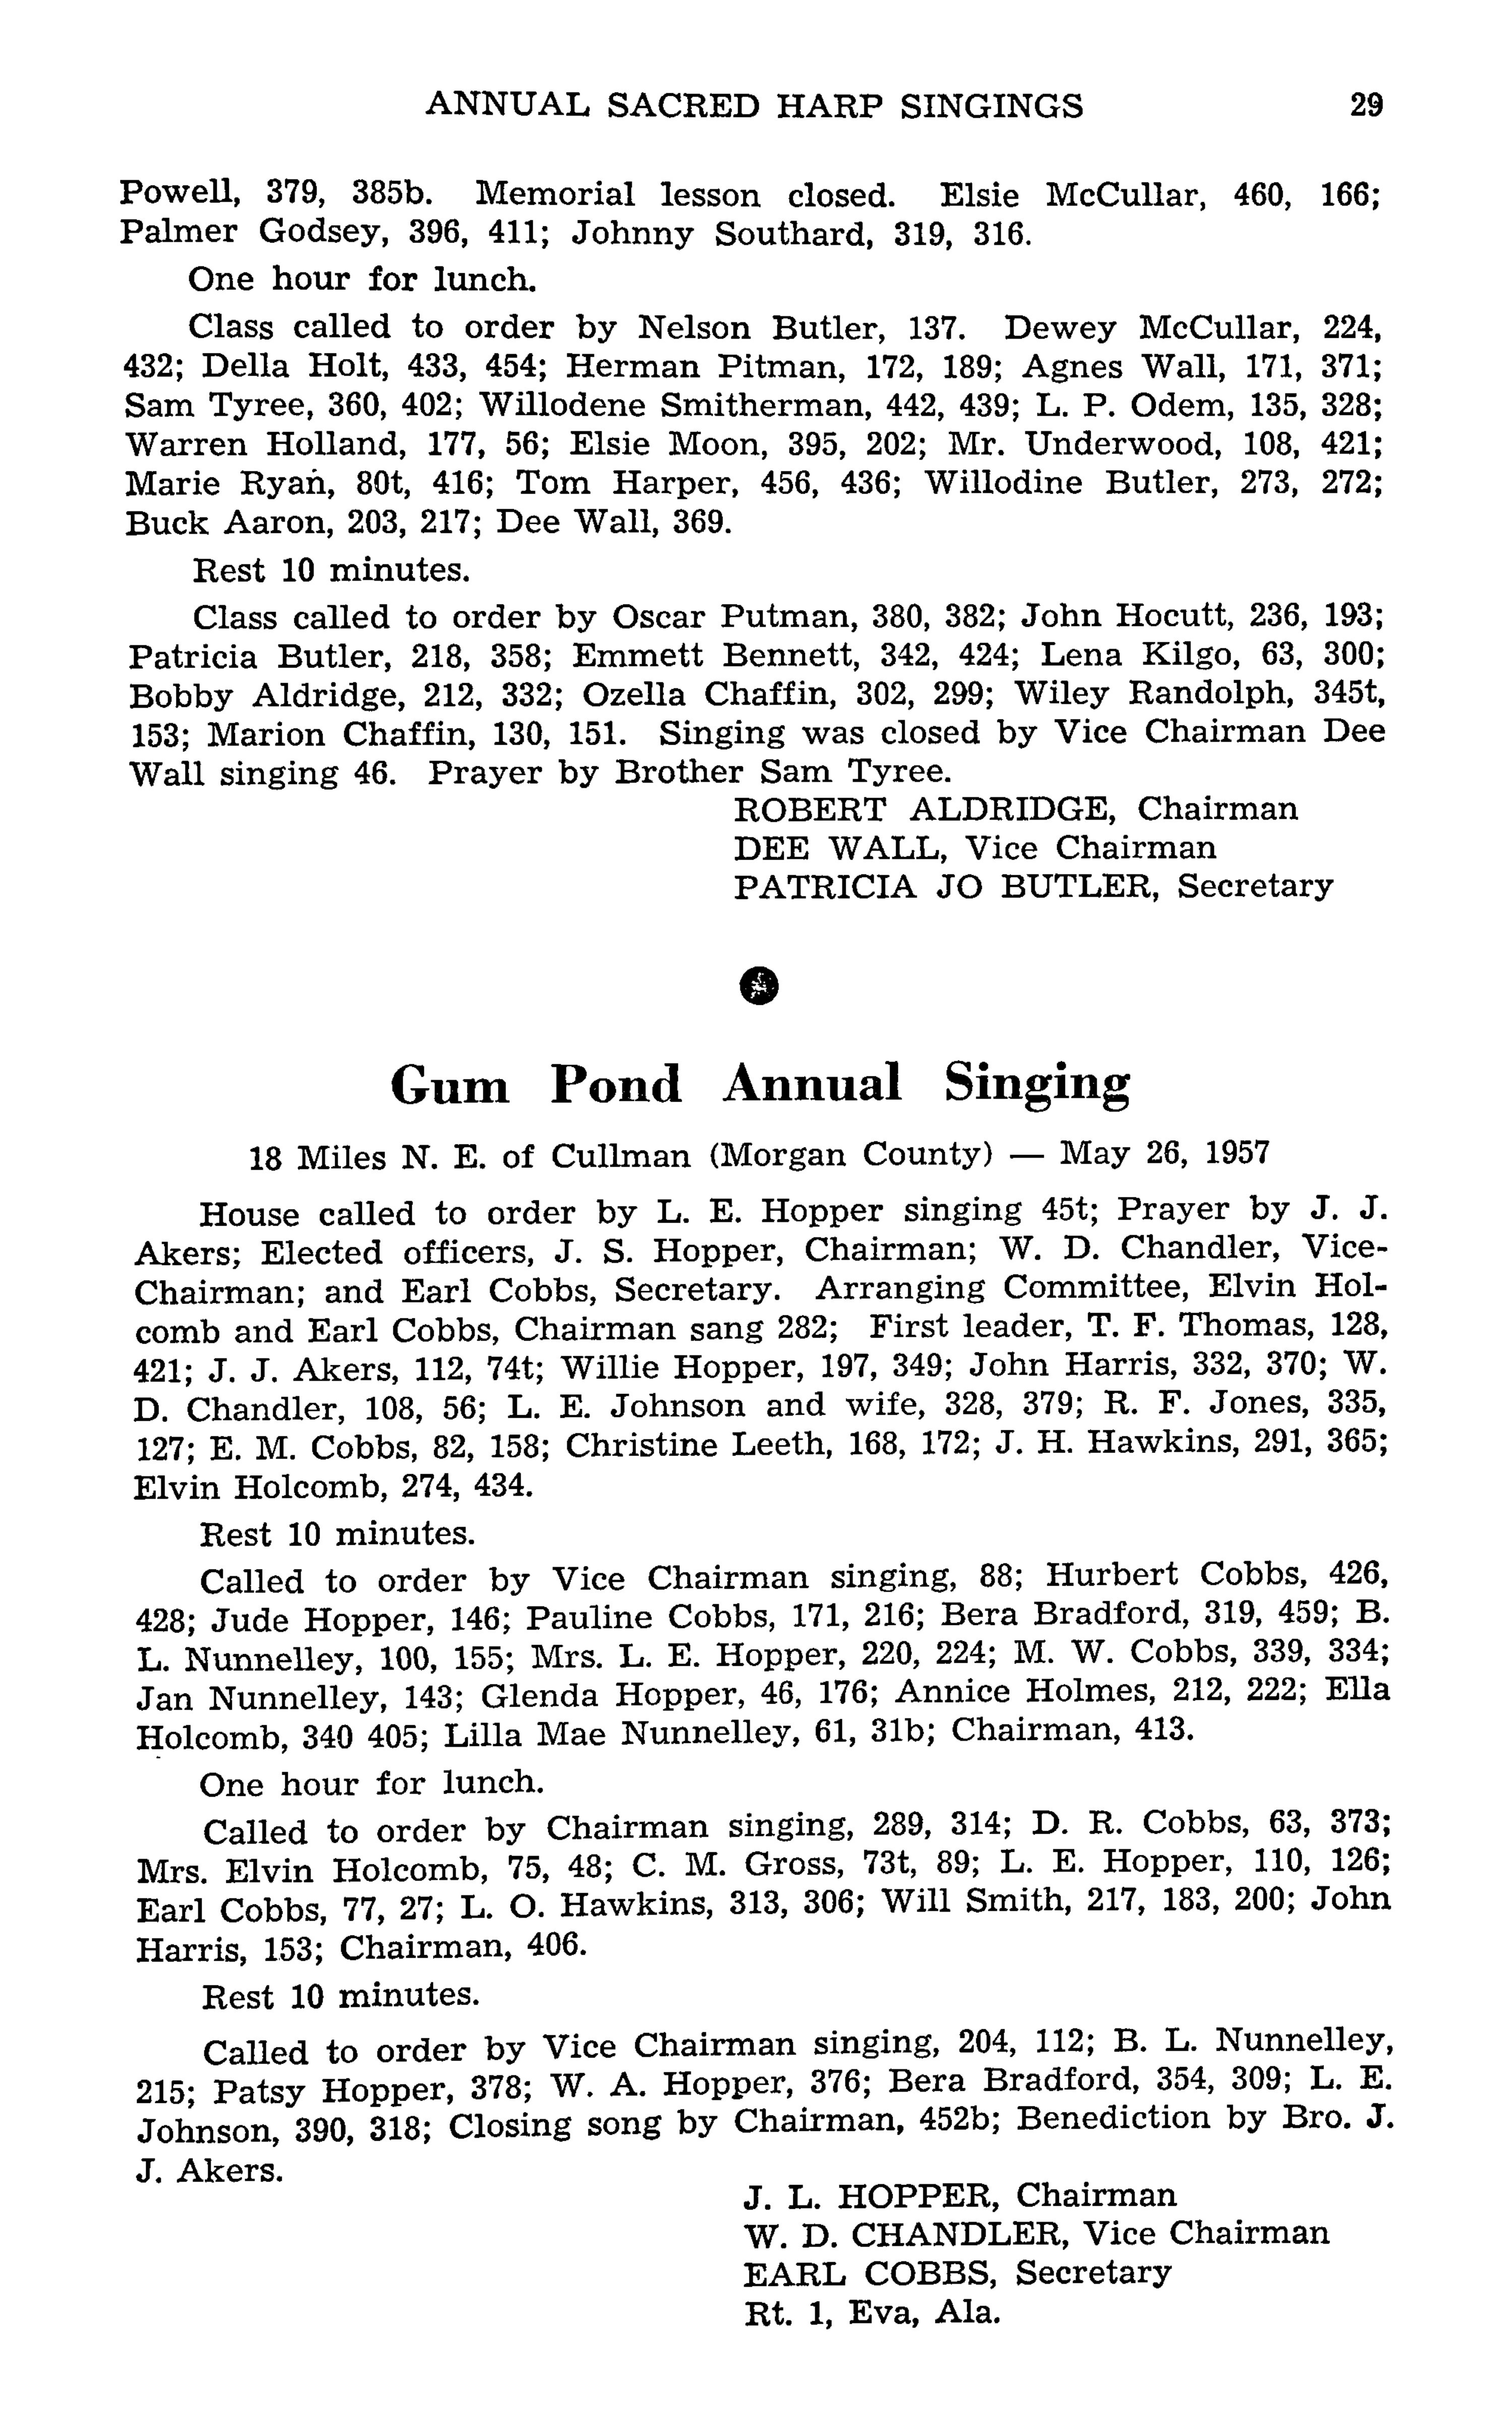 ANNUAL SACRED HARP SINGINGS 29
Powell, 379, 385b. Memorial lesson closed. Elsie McCullar, 460, 166;
Palmer Godsey, 396, 411; Johnny Southard, 319, 316.
One hour for lunch.
Class called to order by Nelson Butler, 137. Dewey McCullar, 224,
432; Della Holt, 433, 454; Herman Pitman, 172, 189; Agnes Wall, 171, 371;
Sam Tyree, 360, 402; Willodene Smitherman, 442, 439; L. P. Odem, 135, 328;
Warren Holland, 177, 56; Elsie Moon, 395, 202; Mr. Underwood, 108, 421;
Marie Ryan, 80t, 416; Tom Harper, 456, 436; Willodine Butler, 273, 272;
Buck Aaron, 203, 217; Dee Wall, 369.
Rest 10 minutes.
Class called to order by Oscar Putman, 380, 382; John Hocutt, 236, 193;
Patricia Butler, 218, 358; Emmett Bennett, 342, 424; Lena Kilgo, 63, 300;
Bobby Aldridge, 212, 332; Ozella Chaffin, 302, 299; Wiley Randolph, 345t,
153; Marion Chaffin, 130, 151. Singing was closed by Vice Chairman Dee
Wall singing 46. Prayer by Brother Sam Tyree.
ROBERT ALDRIDGE, Chairman
DEE WALL, Vice Chairman
PATRICIA JO BUTLER, Secretary
Gum Pond Annual Singing
18 Miles N. E. of Cullman (Morgan County) — May 26, 1957
House called to order by L. E. Hopper singing 45t; Prayer by J. J.
Akers; Elected officers, J. S. Hopper, Chairman; W. D. Chandler, Vice-
Chairman; and Earl Cobbs, Secretary. Arranging Committee, Elvin Hol-
comb and Earl Cobbs, Chairman sang 282; First leader, T. F. Thomas, 128,
421; J. J. Akers, 112, 74t; Willie Hopper, 197, 349; John Harris, 332, 370; W.
D. Chandler, 108, 56; L. E. Johnson and wife, 328, 379; R. F. Jones, 335,
127; E. M. Cobbs, 82, 158; Christine Leeth, 168, 172; J. H. Hawkins, 291, 365;
Elvin Holcomb, 274, 434.
Rest 10 minutes.
Called to order by Vice Chairman singing, 88; Hurbert Cobbs, 426,
428; Jude Hopper, 146; Pauline Cobbs, 171, 216; Bera Bradford, 319, 459; B.
L. Nunnelley, 100, 155; Mrs. L. E. Hopper, 220, 224; M. W. Cobbs, 339, 334;
Jan Nunnelley, 143; Glenda Hopper, 46, 176; Annice Holmes, 212, 222; Ella
Holcomb, 340 405; Lilla Mae Nunnelley, 61, 31b; Chairman, 413.
One hour for lunch.
Called to order by Chairman singing, 289, 314; D. R. Cobbs, 63, 373;
Mrs. Elvin Holcomb, 75, 48; C. M. Gross, 73t, 89; L. E. Hopper, 110, 126;
Earl Cobbs, 77, 27; L. O. Hawkins, 313, 306; Will Smith, 217, 183, 200; John
Harris, 153; Chairman, 406.
Rest 10 minutes.
Called to order by Vice Chairman singing, 204, 112; B. L. Nunnelley,
215; Patsy Hopper, 378; W. A. Hopper, 376; Bera Bradford, 354, 309; L. E.
Johnson, 390, 318; Closing song by Chairman, 452b; Benediction by Bro. J.
J. Akers.
J. L. HOPPER, Chairman
W. D. CHANDLER, Vice Chairman
EARL COBBS, Secretary
Rt. 1, Eva, Ala.